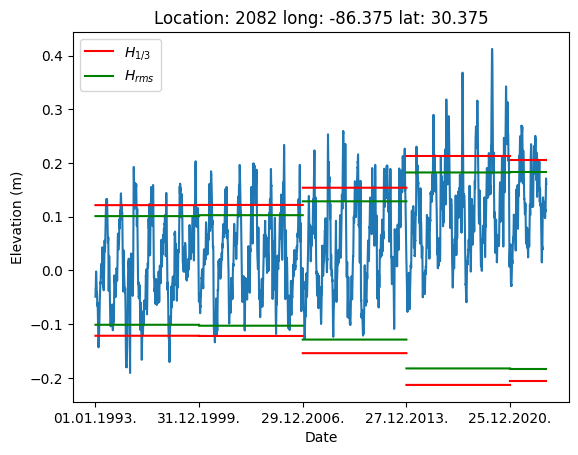 Location: 2082 long: -86.375 lat: 30.375
H1/3
Hrms
Elevation (m)
0.4
0.3
0.2
0.1
0.0
−0.1
−0.2
01.01.1993. 31.12.1999. 29.12.2006. 27.12.2013. 25.12.2020.
Date